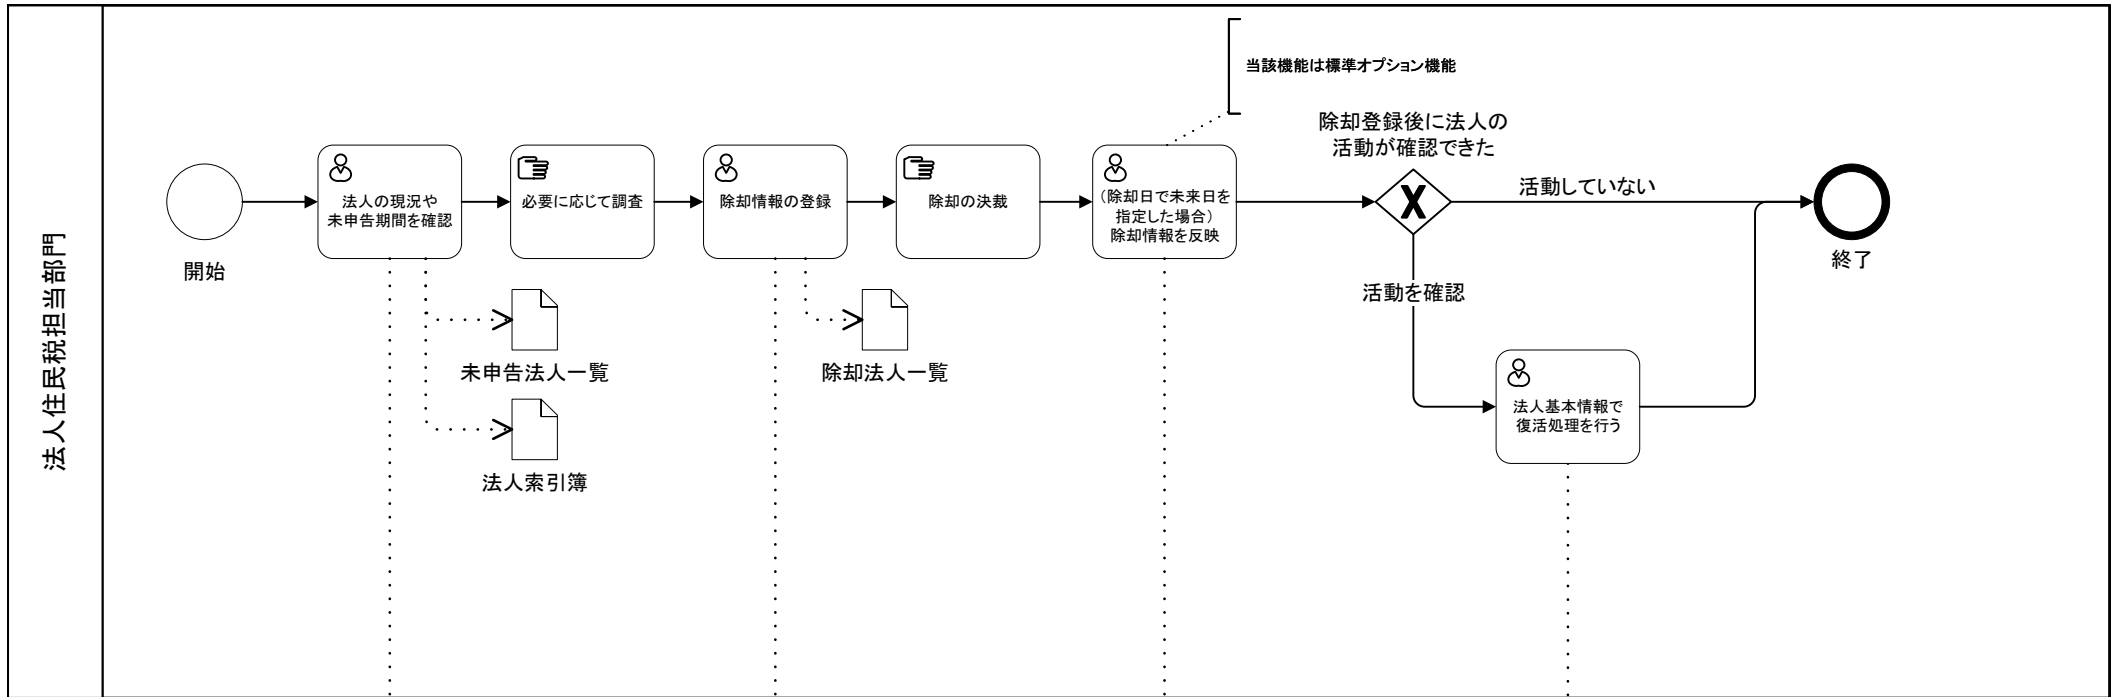 法人住民税担当部門
開始
法人の現況や
未申告期間を確認
必要に応じて調査
除却情報の登録
除却の決裁
（除却日で未来日を
指定した場合）
除却情報を反映
当該機能は標準オプション機能
除却登録後に法人の
活動が確認できた
X
活動していない
終了
活動を確認
未申告法人一覧
除却法人一覧
法人基本情報で
復活処理を行う
法人索引簿